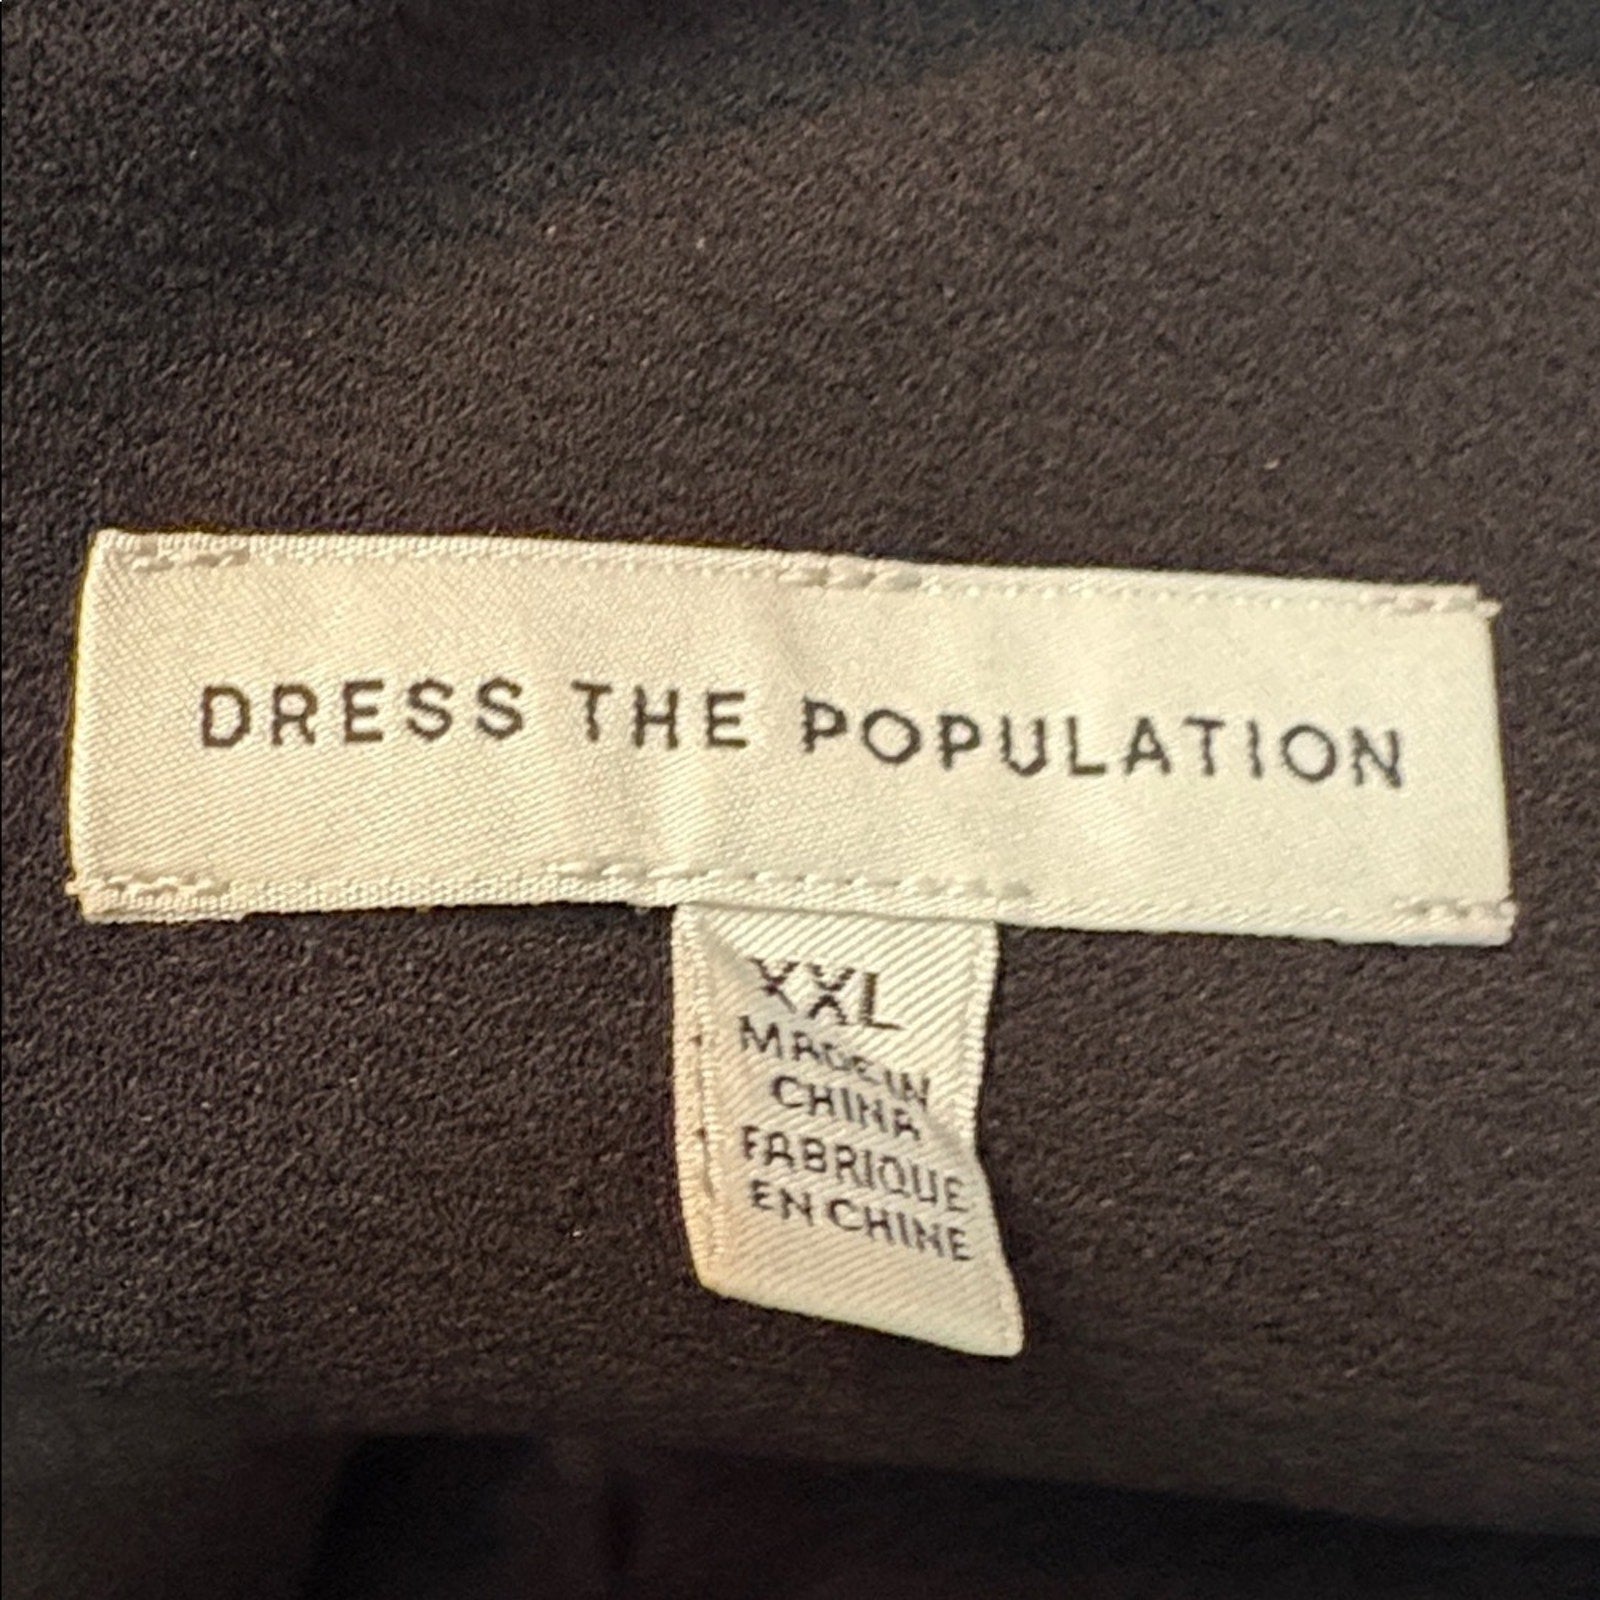 DRESS THE POPULATION
XXL
MADE IN
CHINA
FABRIQUE
EN CHINE